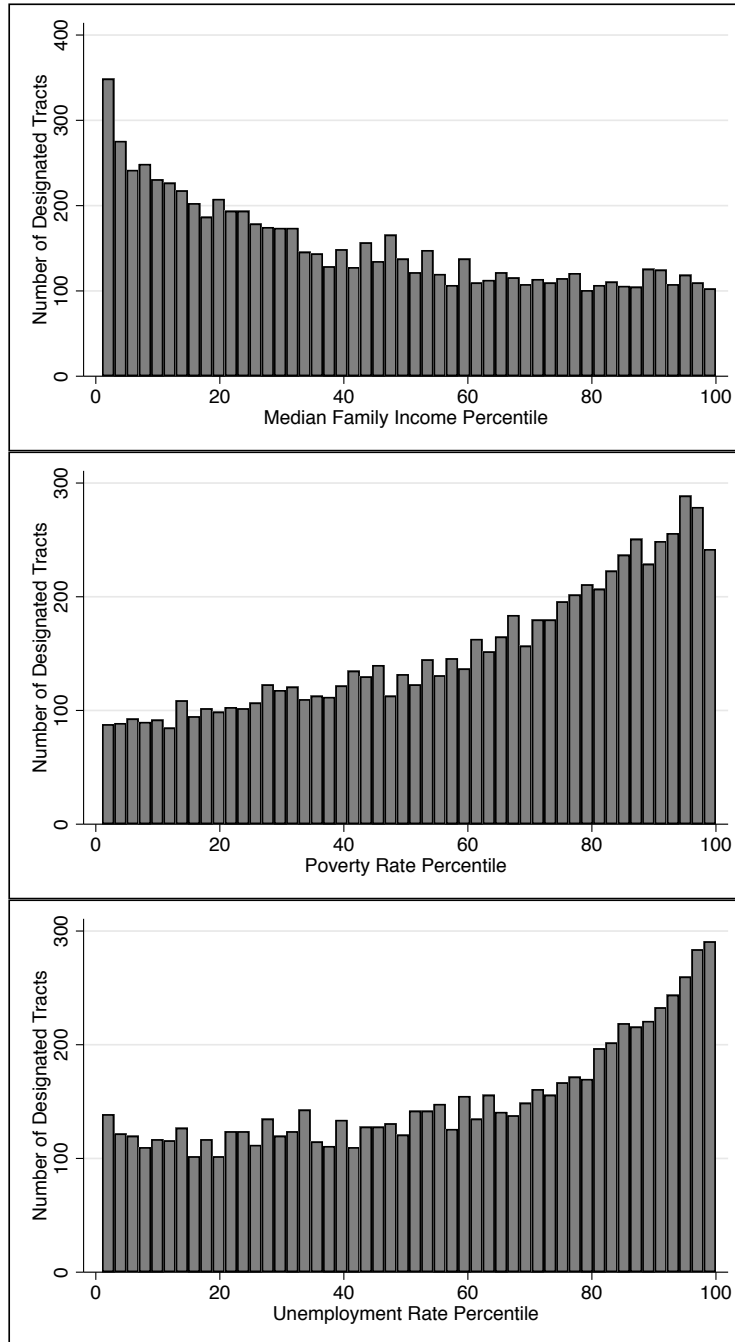 Number of Designated Tracts
400
300
200
100
0
0 20 40 60 80 100
Median Family Income Percentile
Number of Designated Tracts
300
200
100
0
0 20 40 60 80 100
Poverty Rate Percentile
Number of Designated Tracts
300
200
100
0
0 20 40 60 80 100
Unemployment Rate Percentile